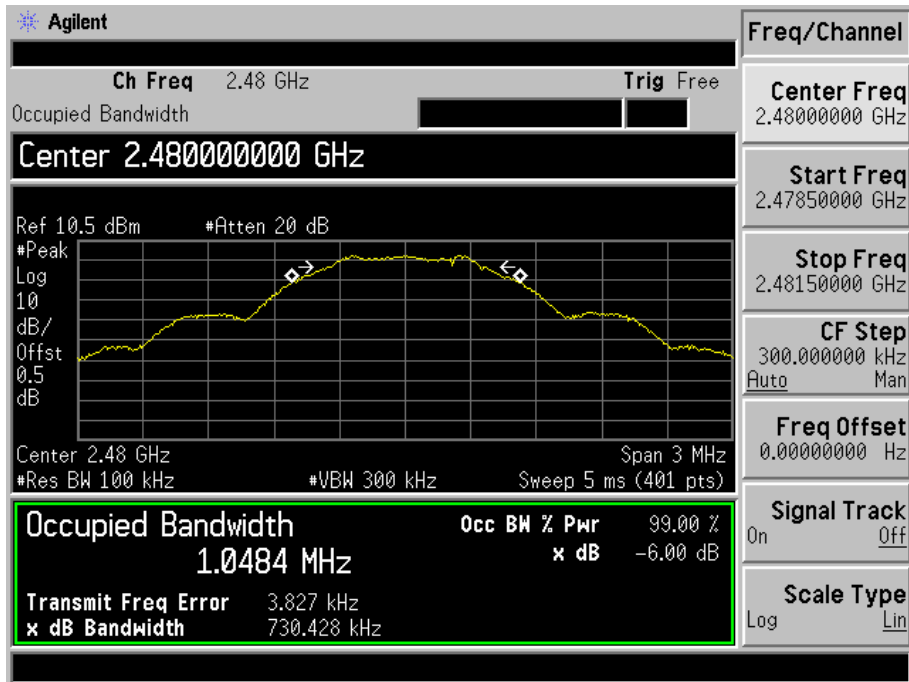 Agilent
Freq/Channel
Ch Freq 2.48 GHz Trig Free
Occupied Bandwidth
Center 2.480000000 GHz
Ref 10.5 dBm #Atten 20 dB
#Peak
Log
10
dB/
Offst
0.5
dB
Center 2.48 GHz Span 3 MHz
#Res BW 100 kHz #VBW 300 kHz Sweep 5 ms (401 pts)
Occupied Bandwidth
1.0484 MHz
Occ BW % Pwr 99.00 %
x dB -6.00 dB
Transmit Freq Error 3.827 kHz
x dB Bandwidth 730.428 kHz
Center Freq
2.48000000 GHz
Start Freq
2.47850000 GHz
Stop Freq
2.48150000 GHz
CF Step
300.000000 kHz
Auto Man
Freq Offset
0.00000000 Hz
Signal Track
On Off
Scale Type
Log Lin